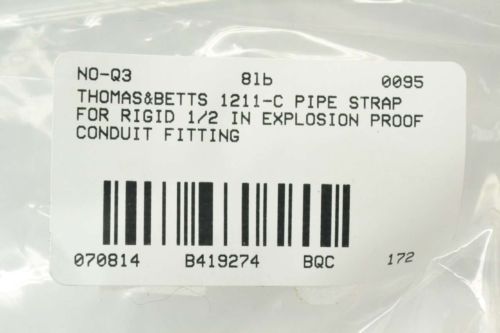 NO-Q3 8lb 0095
THOMAS&BETTS 1211-C PIPE STRAP
FOR RIGID 1/2 IN EXPLOSION PROOF
CONDUIT FITTING
070814 B419274 BQC 172